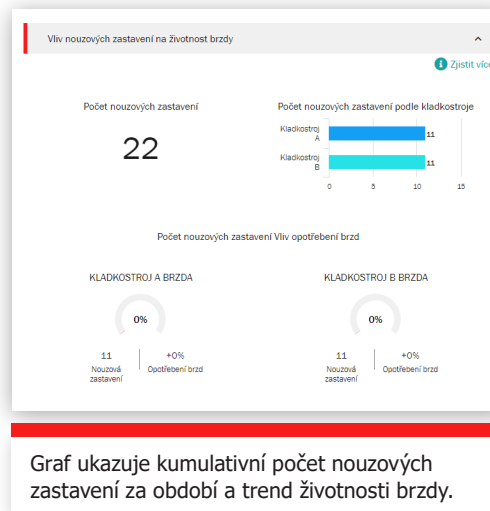 Vliv nouzových zastavení na životnost brzdy
Zjistit více
Počet nouzových zastavení
22
Počet nouzových zastavení podle kladkostroje
Kladkostroj
A
11
Kladkostroj
B
11
0 5 10 15
Počet nouzových zastavení Vliv opotřebení brzd
KLADKOSTROJ A BRZDA
0%
11
Nouzová
zastavení
+0%
Opotřebení brzd
KLADKOSTROJ B BRZDA
0%
11
Nouzová
zastavení
+0%
Opotřebení brzd
Graf ukazuje kumulativní počet nouzových
zastavení za období a trend životnosti brzdy.